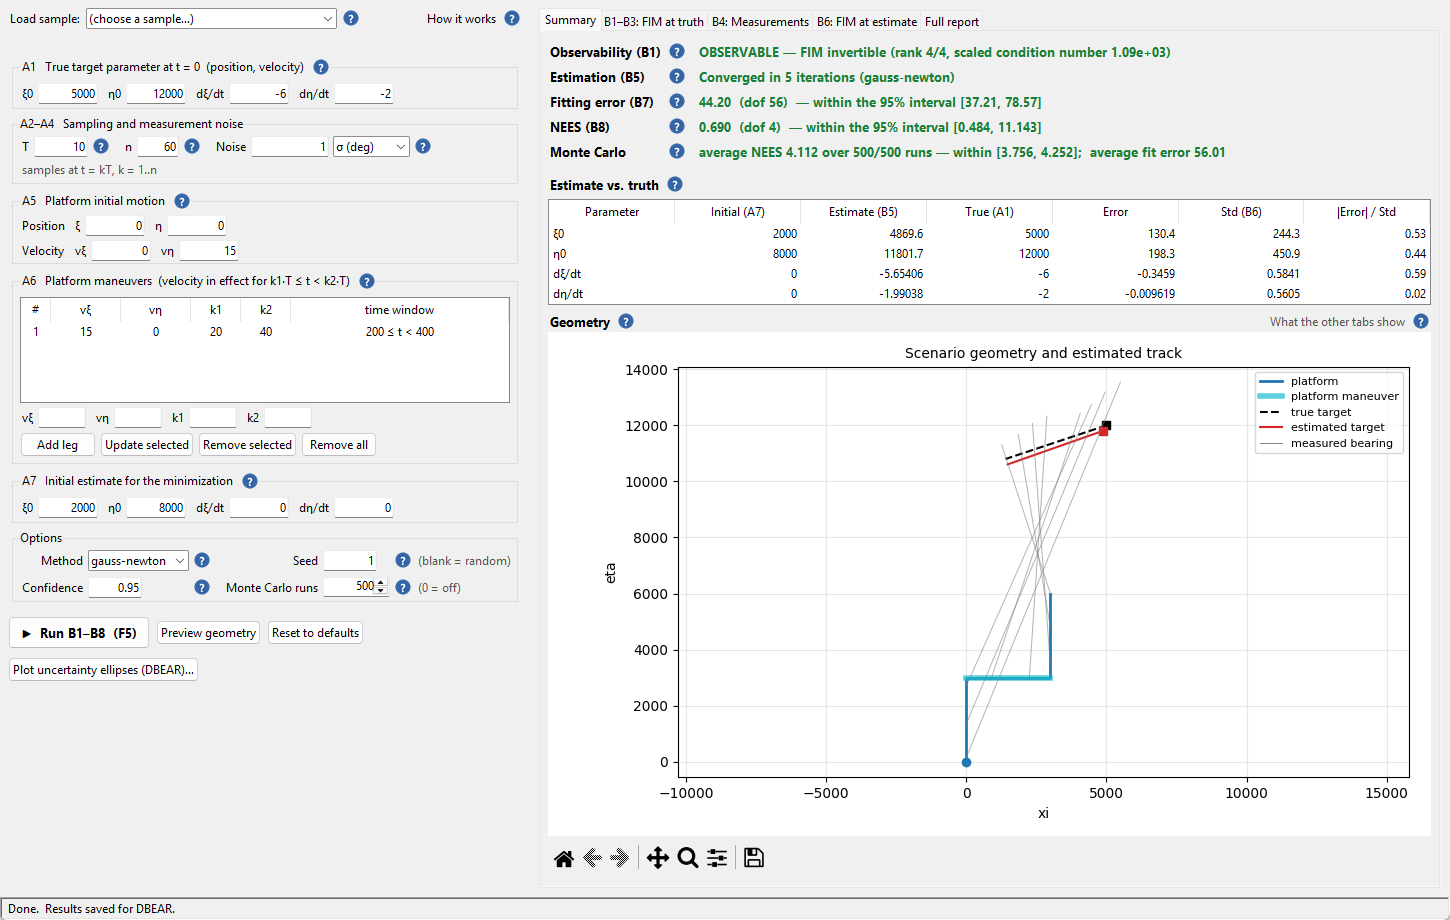 Load sample: (choose a sample...) ? How it works ?
A1 True target parameter at t = 0 (position, velocity) ?
ξ0 5000 η0 12000 dξ/dt -6 dη/dt -2
A2–A4 Sampling and measurement noise
T 10 ? n 60 ? Noise 1 σ (deg) ?
samples at t = kT, k = 1..n
A5 Platform initial motion ?
Position ξ 0 η 0
Velocity vξ 0 vη 15
A6 Platform maneuvers (velocity in effect for k1·T ≤ t < k2·T) ?
# vξ vη k1 k2 time window
1 15 0 20 40 200 ≤ t < 400
vξ vη k1 k2
Add leg Update selected Remove selected Remove all
A7 Initial estimate for the minimization ?
ξ0 2000 η0 8000 dξ/dt 0 dη/dt 0
Options
Method gauss-newton ? Seed 1 ? (blank = random)
Confidence 0.95 ? Monte Carlo runs 500 ? (0 = off)
► Run B1–B8 (F5) Preview geometry Reset to defaults
Plot uncertainty ellipses (DBEAR)...
Summary B1–B3: FIM at truth B4: Measurements B6: FIM at estimate Full report
Observability (B1) ? OBSERVABLE — FIM invertible (rank 4/4, scaled condition number 1.09e+03)
Estimation (B5) ? Converged in 5 iterations (gauss-newton)
Fitting error (B7) ? 44.20 (dof 56) — within the 95% interval [37.21, 78.57]
NEES (B8) ? 0.690 (dof 4) — within the 95% interval [0.484, 11.143]
Monte Carlo ? average NEES 4.112 over 500/500 runs — within [3.756, 4.252]; average fit error 56.01
Estimate vs. truth ?
Parameter Initial (A7) Estimate (B5) True (A1) Error Std (B6) |Error| / Std
ξ0 2000 4869.6 5000 130.4 244.3 0.53
η0 8000 11801.7 12000 198.3 450.9 0.44
dξ/dt 0 -5.65406 -6 -0.3459 0.5841 0.59
dη/dt 0 -1.99038 -2 -0.009619 0.5605 0.02
Geometry ? What the other tabs show ?
Scenario geometry and estimated track
14000
12000
10000
8000
6000
4000
2000
0
eta
platform
platform maneuver
true target
estimated target
measured bearing
−10000 −5000 0 5000 10000 15000
xi
Done. Results saved for DBEAR.